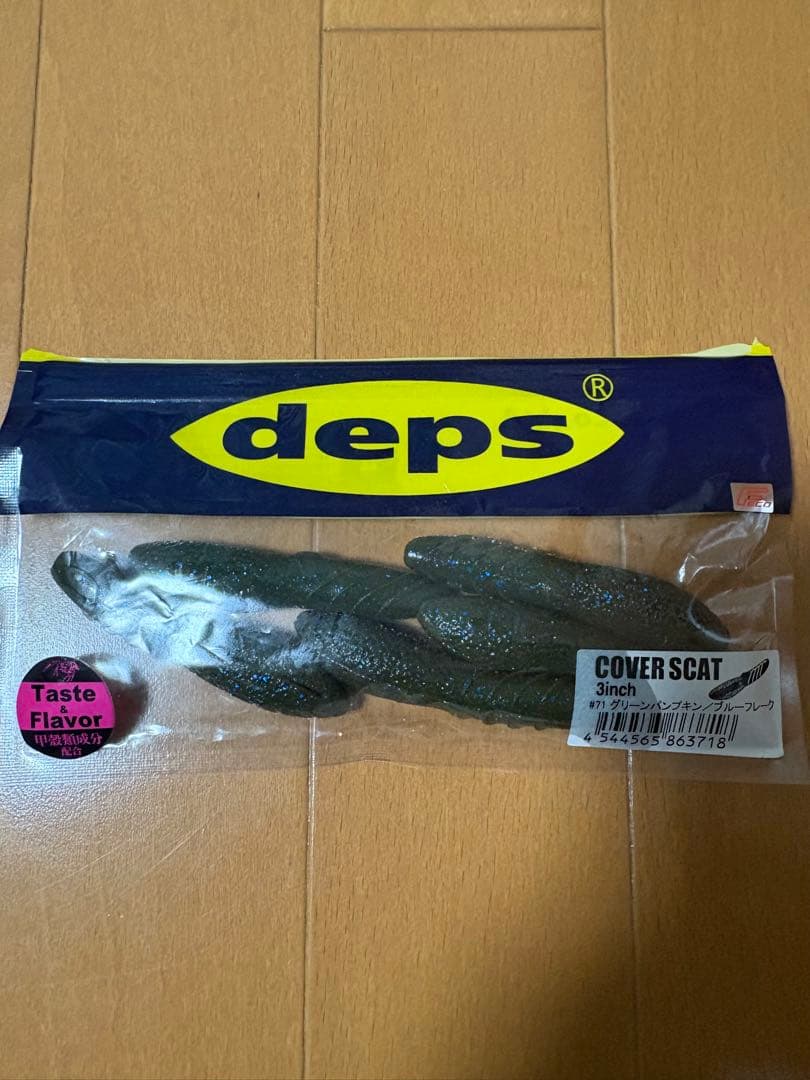 deps®
Feco
COVER SCAT
3inch
#71 グリーンパンプキン/ブルーフレーク
4 544565 863718
Taste
&
Flavor
甲殻類成分
配合